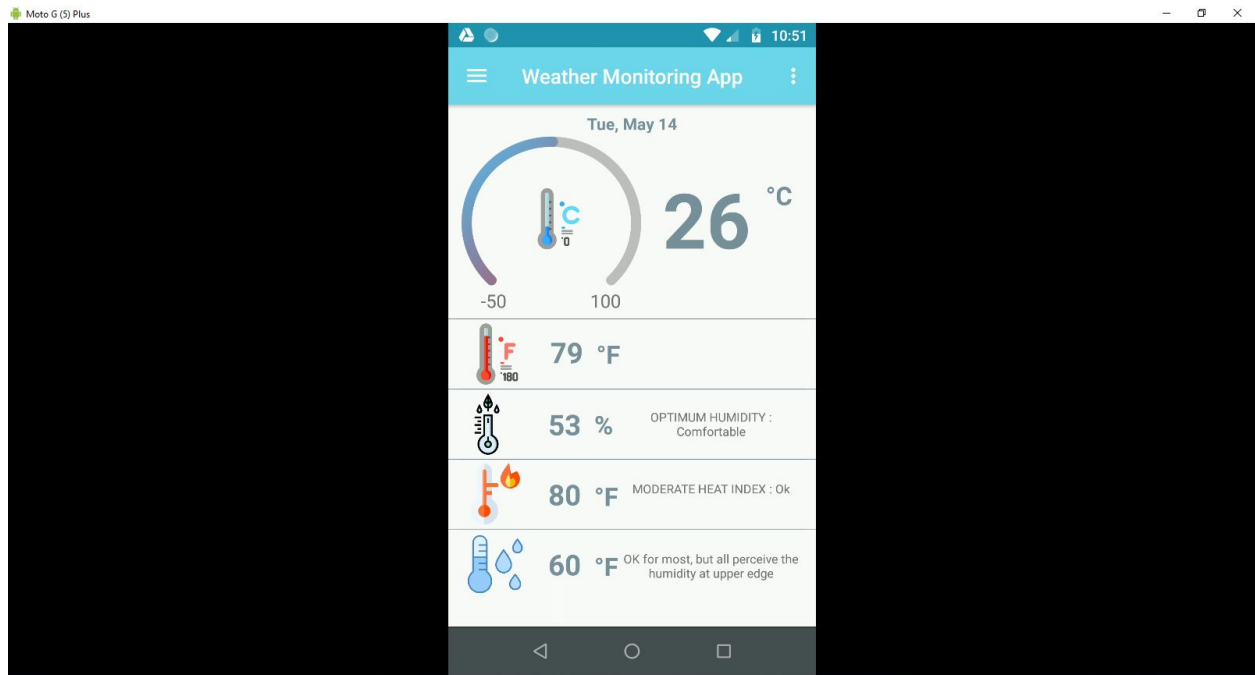 Moto G (5) Plus
10:51
Weather Monitoring App
Tue, May 14
°C
0
26 °C
-50 100
°F
180
79 °F
53 %
OPTIMUM HUMIDITY :
Comfortable
80 °F
MODERATE HEAT INDEX : Ok
60 °F
OK for most, but all perceive the
humidity at upper edge